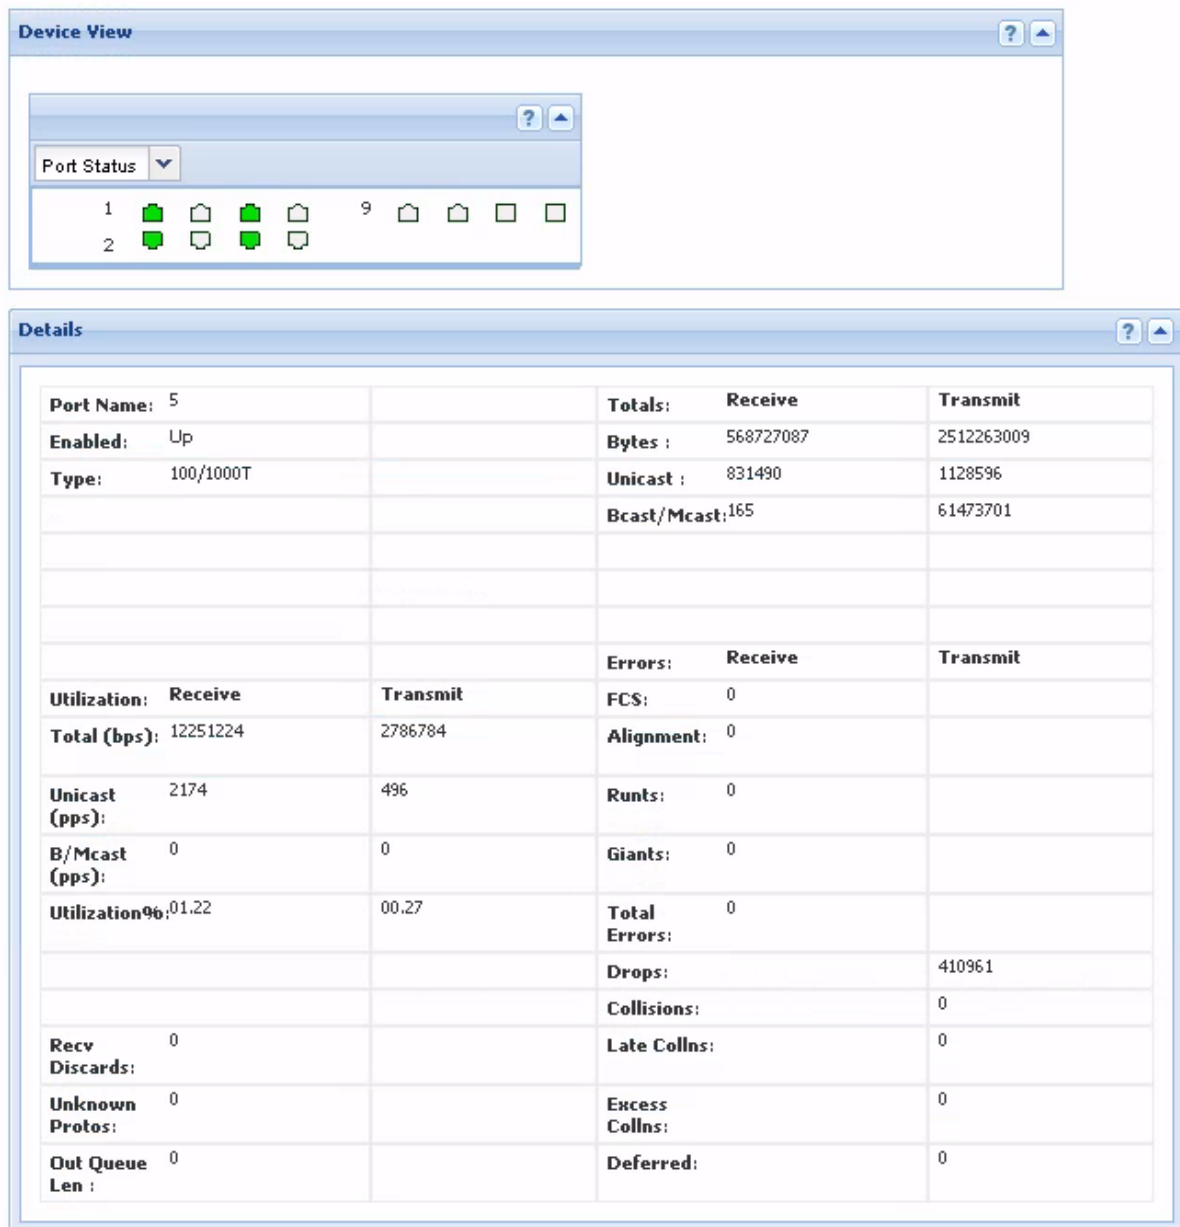 Device View
?
?
Port Status
1 9
2
Details
?
Port Name: 5 Totals: Receive Transmit
Enabled: Up Bytes : 568727087 2512263009
Type: 100/1000T Unicast : 831490 1128596
Bcast/Mcast: 165 61473701
Errors: Receive Transmit
Utilization: Receive Transmit FCS: 0
Total (bps): 12251224 2786784 Alignment: 0
Unicast 2174 496 Runts: 0
(pps):
B/Mcast 0 0 Giants: 0
(pps):
Utilization%: 01.22 00.27 Total 0
Errors:
Drops: 410961
Collisions: 0
Recv 0 Late Collns: 0
Discards:
Unknown 0 Excess 0
Protos: Collns:
Out Queue 0 Deferred: 0
Len :